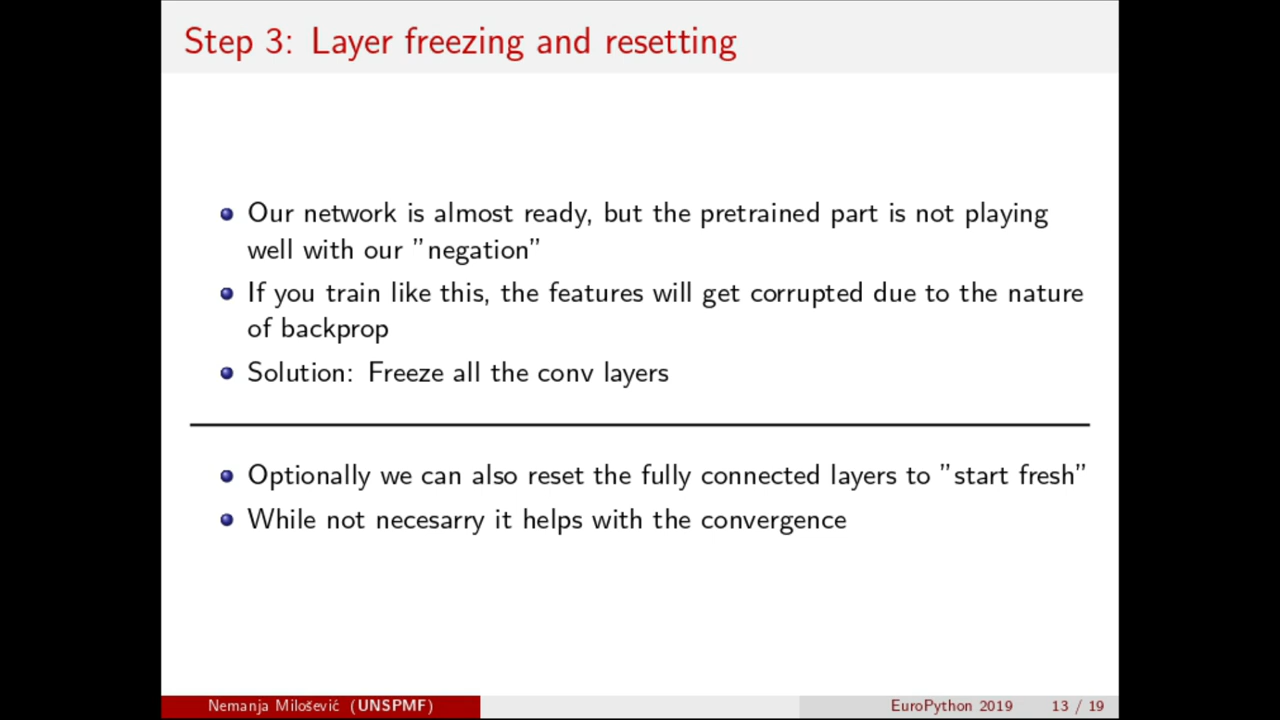 Step 3: Layer freezing and resetting
Our network is almost ready, but the pretrained part is not playing
well with our ”negation”
If you train like this, the features will get corrupted due to the nature
of backprop
Solution: Freeze all the conv layers
Optionally we can also reset the fully connected layers to ”start fresh”
While not necesarry it helps with the convergence
Nemanja Milošević (UNSPMF)
EuroPython 2019
13 / 19